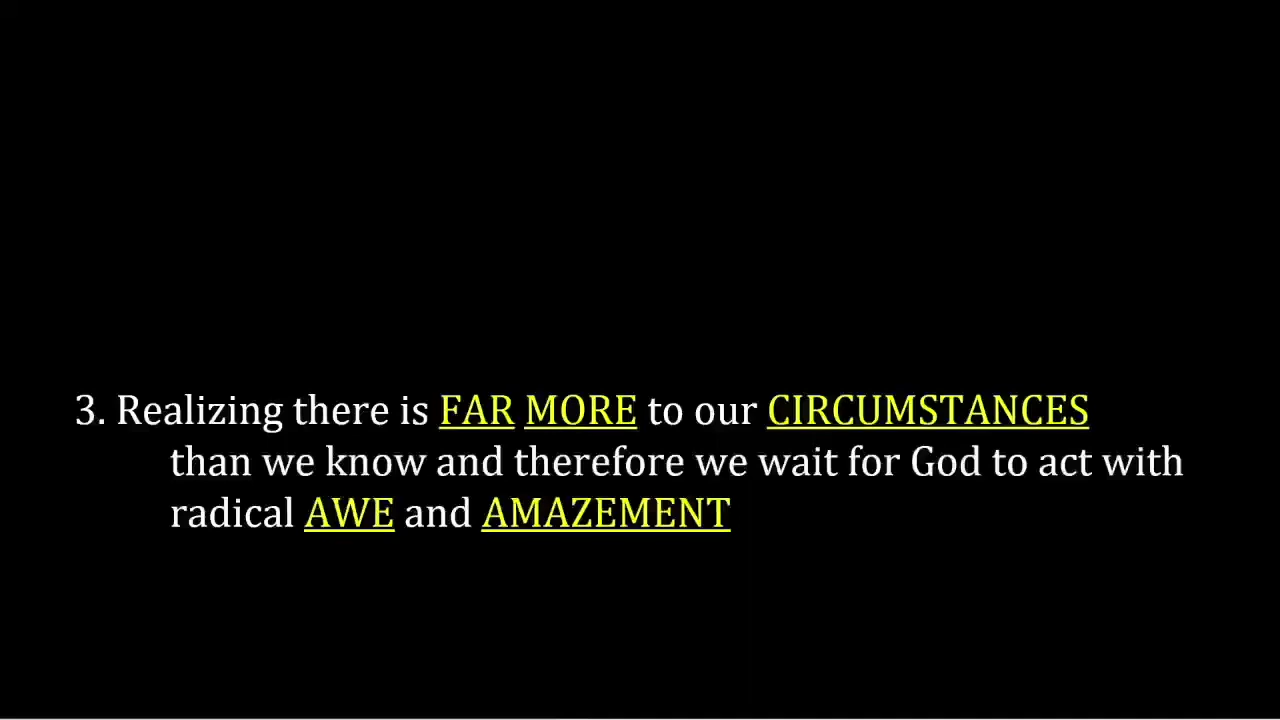 3. Realizing there is FAR MORE to our CIRCUMSTANCES
than we know and therefore we wait for God to act with
radical AWE and AMAZEMENT